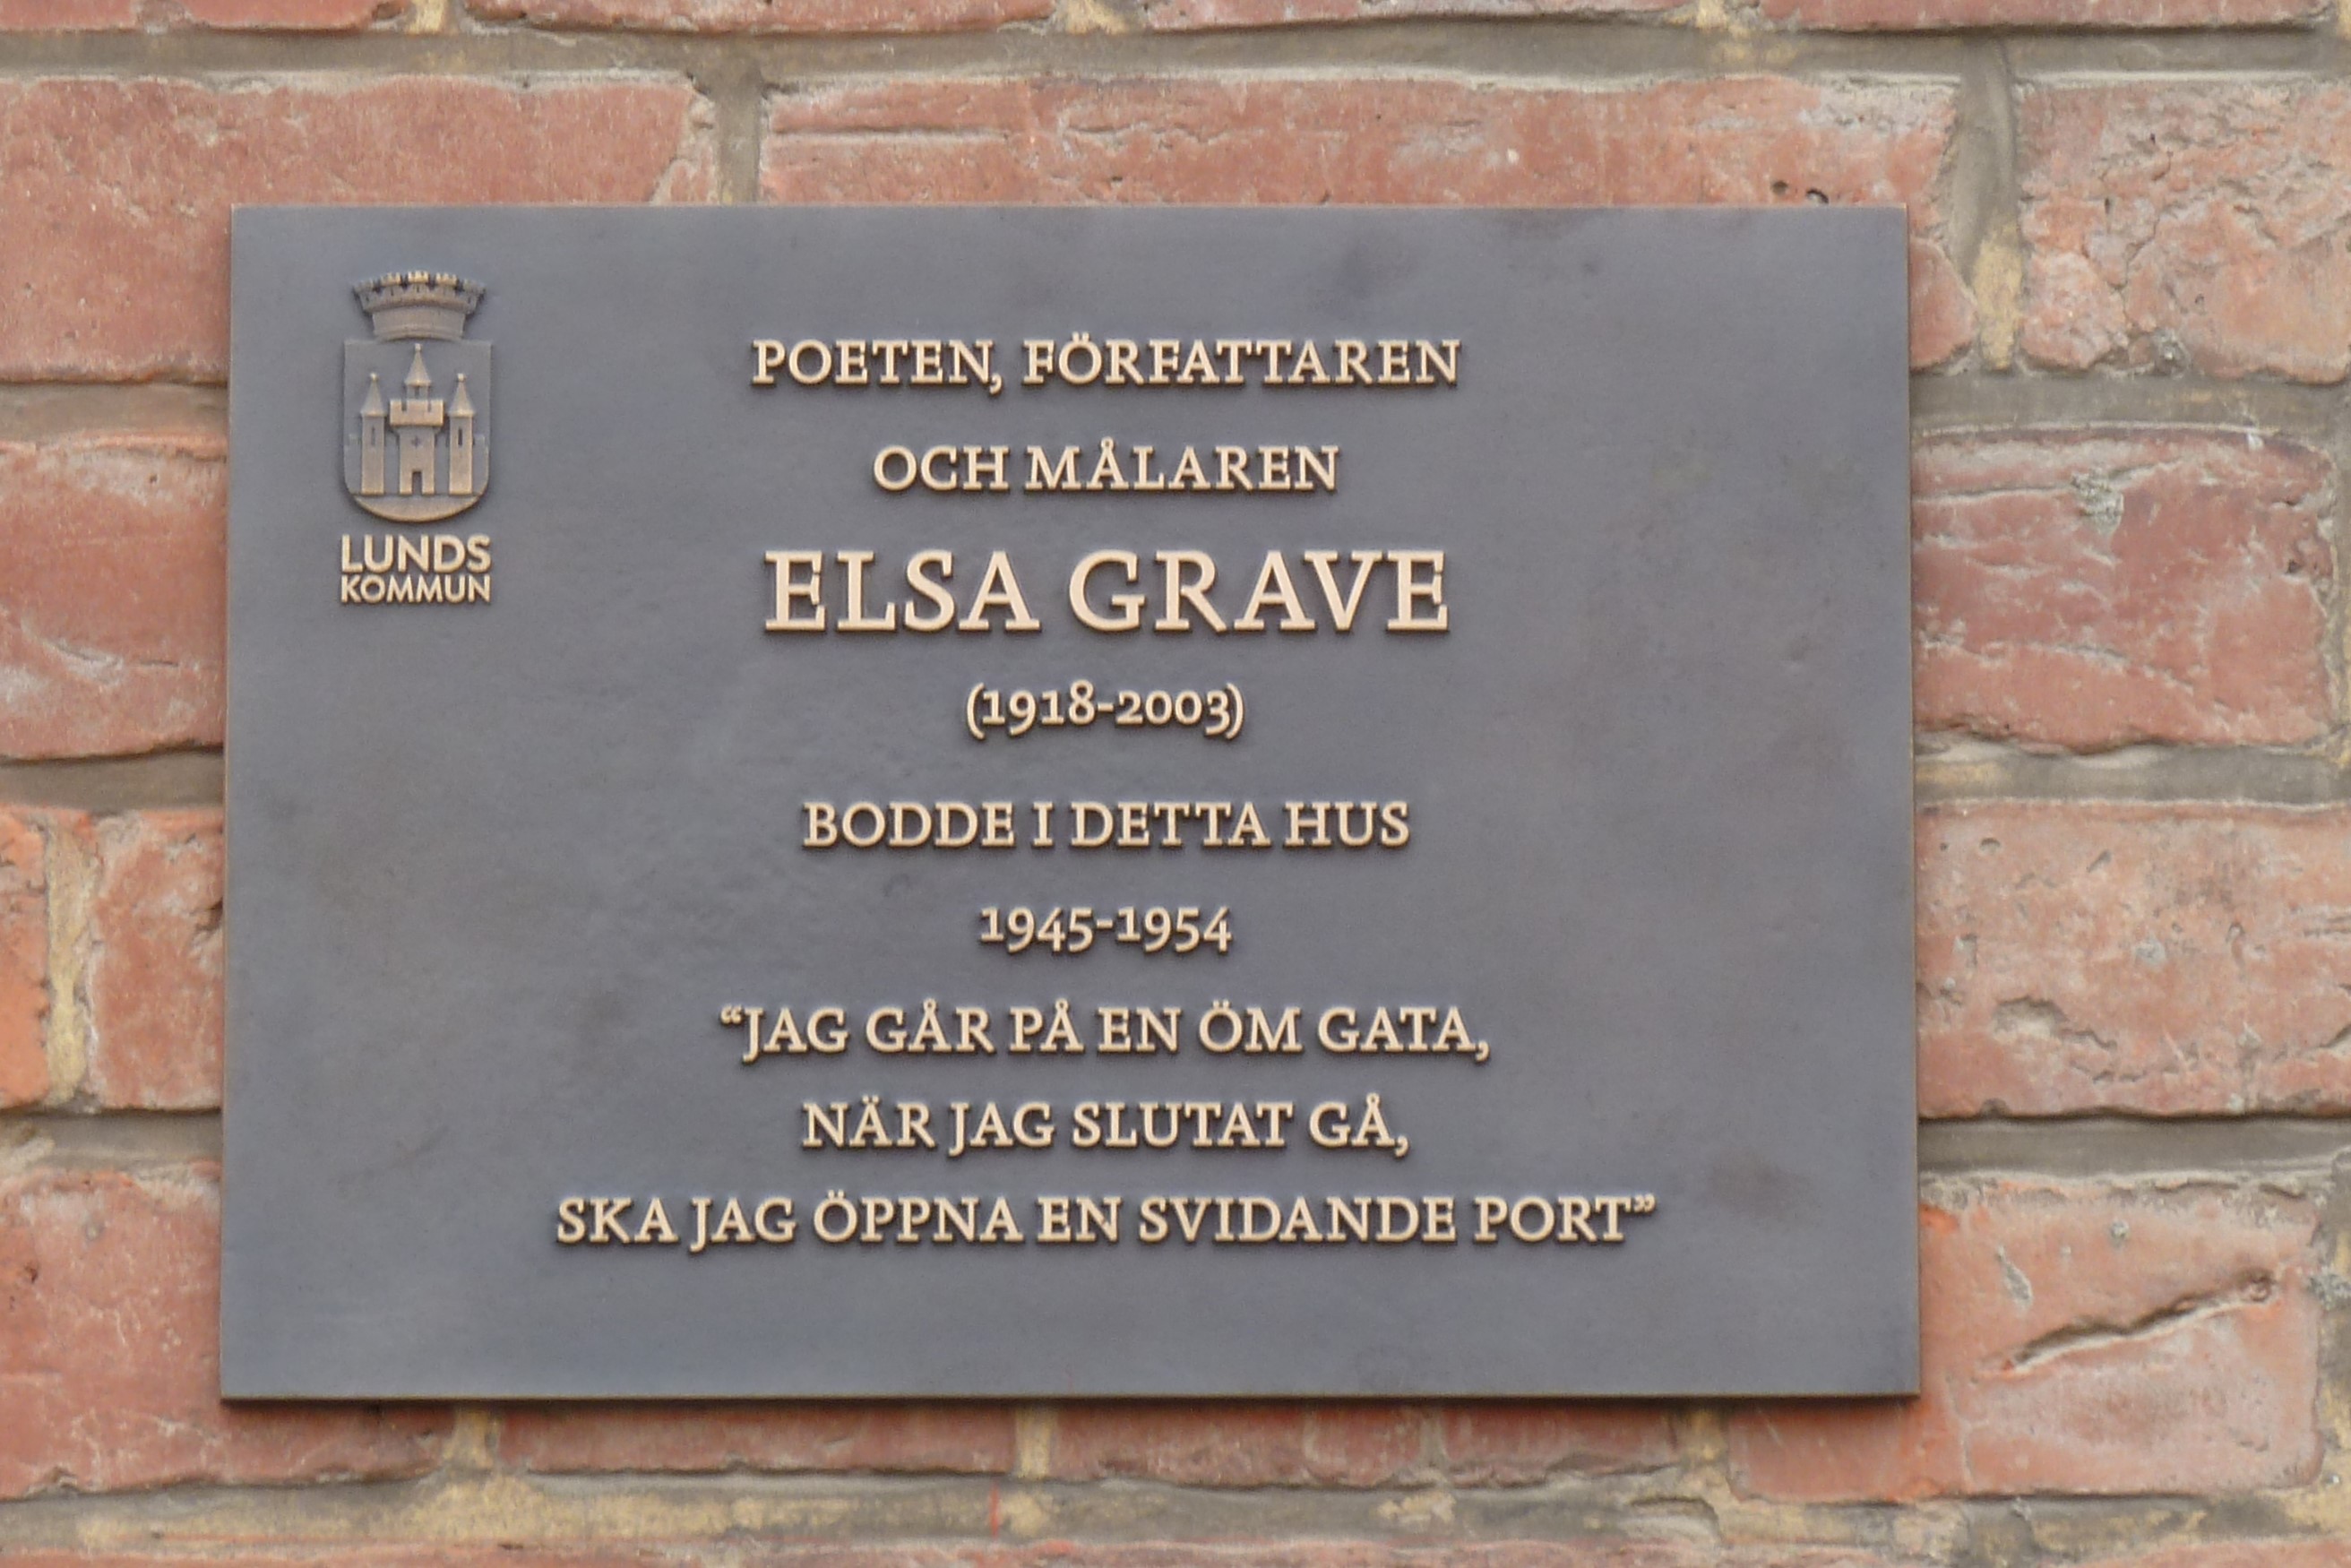 LUNDS
KOMMUN
POETEN, FÖRFATTAREN
OCH MÅLAREN
ELSA GRAVE
(1918-2003)
BODDE I DETTA HUS
1945-1954
“JAG GÅR PÅ EN ÖM GATA,
NÄR JAG SLUTAT GÅ,
SKA JAG ÖPPNA EN SVIDANDE PORT”